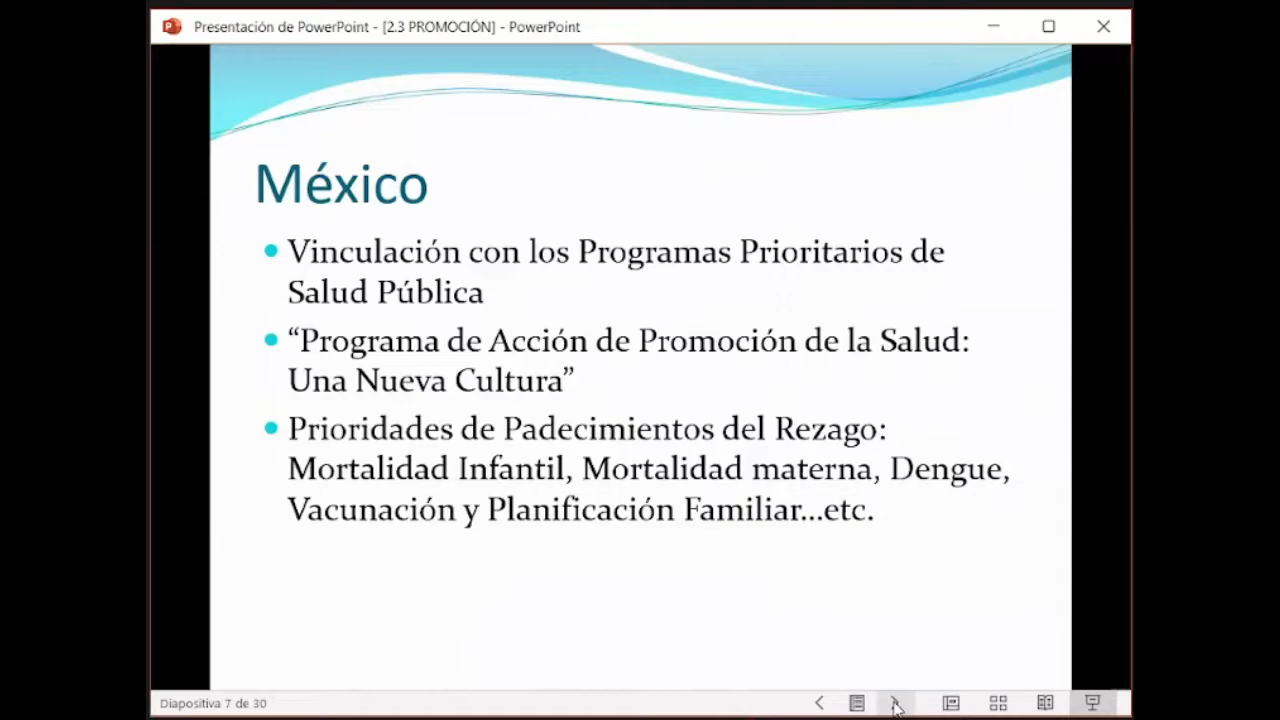 Presentación de PowerPoint - [2.3 PROMOCIÓN] - PowerPoint
México
Vinculación con los Programas Prioritarios de
Salud Pública
“Programa de Acción de Promoción de la Salud:
Una Nueva Cultura”
Prioridades de Padecimientos del Rezago:
Mortalidad Infantil, Mortalidad materna, Dengue,
Vacunación y Planificación Familiar...etc.
Diapositiva 7 de 30